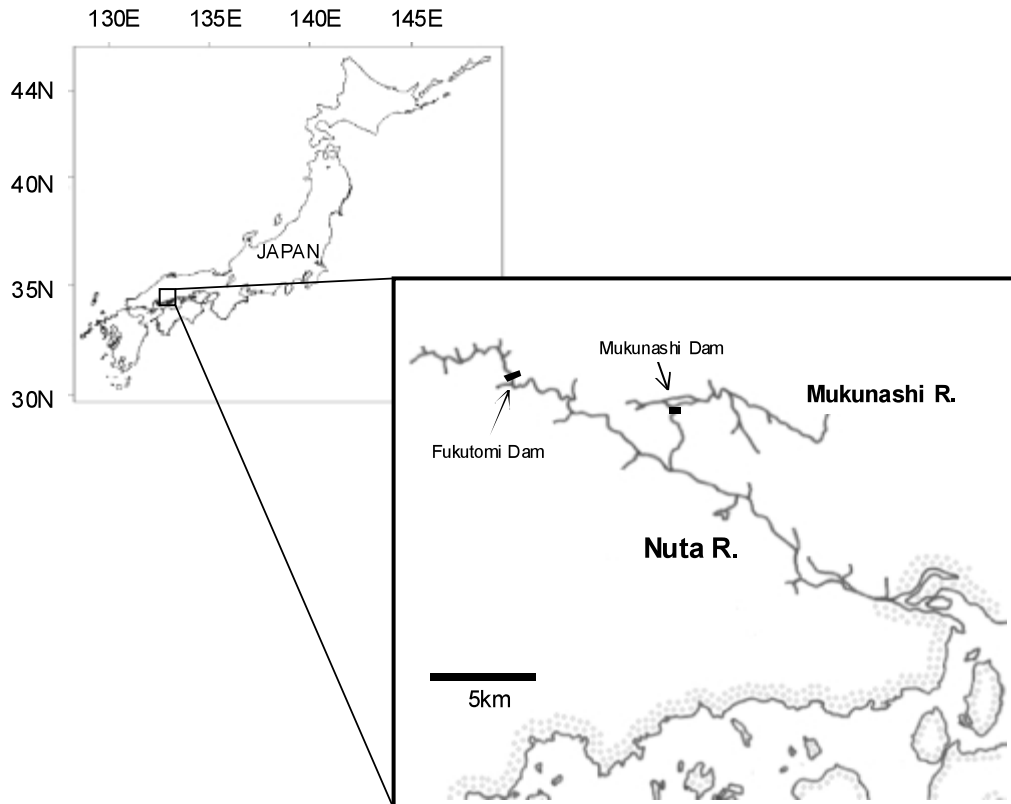 130E 135E 140E 145E
44N
40N
JAPAN
35N
30N
Mukunashi Dam
Mukunashi R.
Fukutomi Dam
Nuta R.
5km